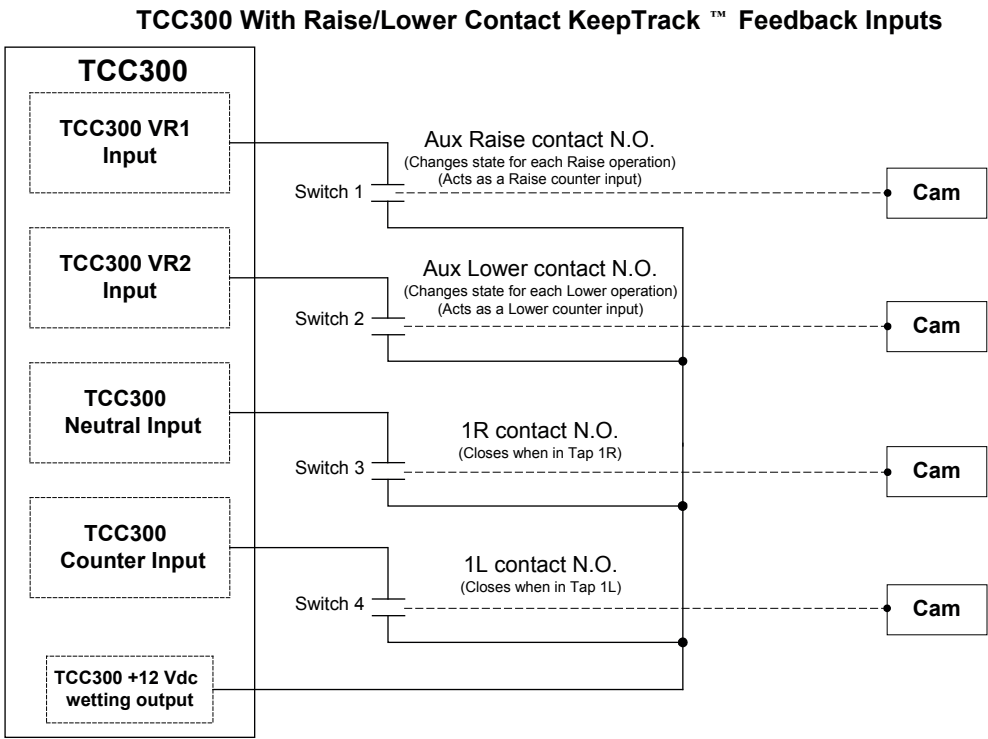 TCC300 With Raise/Lower Contact KeepTrack ™ Feedback Inputs
TCC300
TCC300 VR1
Input
Aux Raise contact N.O.
(Changes state for each Raise operation)
(Acts as a Raise counter input)
Switch 1
Cam
TCC300 VR2
Input
Aux Lower contact N.O.
(Changes state for each Lower operation)
(Acts as a Lower counter input)
Switch 2
Cam
TCC300
Neutral Input
1R contact N.O.
(Closes when in Tap 1R)
Switch 3
Cam
TCC300
Counter Input
1L contact N.O.
(Closes when in Tap 1L)
Switch 4
Cam
TCC300 +12 Vdc
wetting output